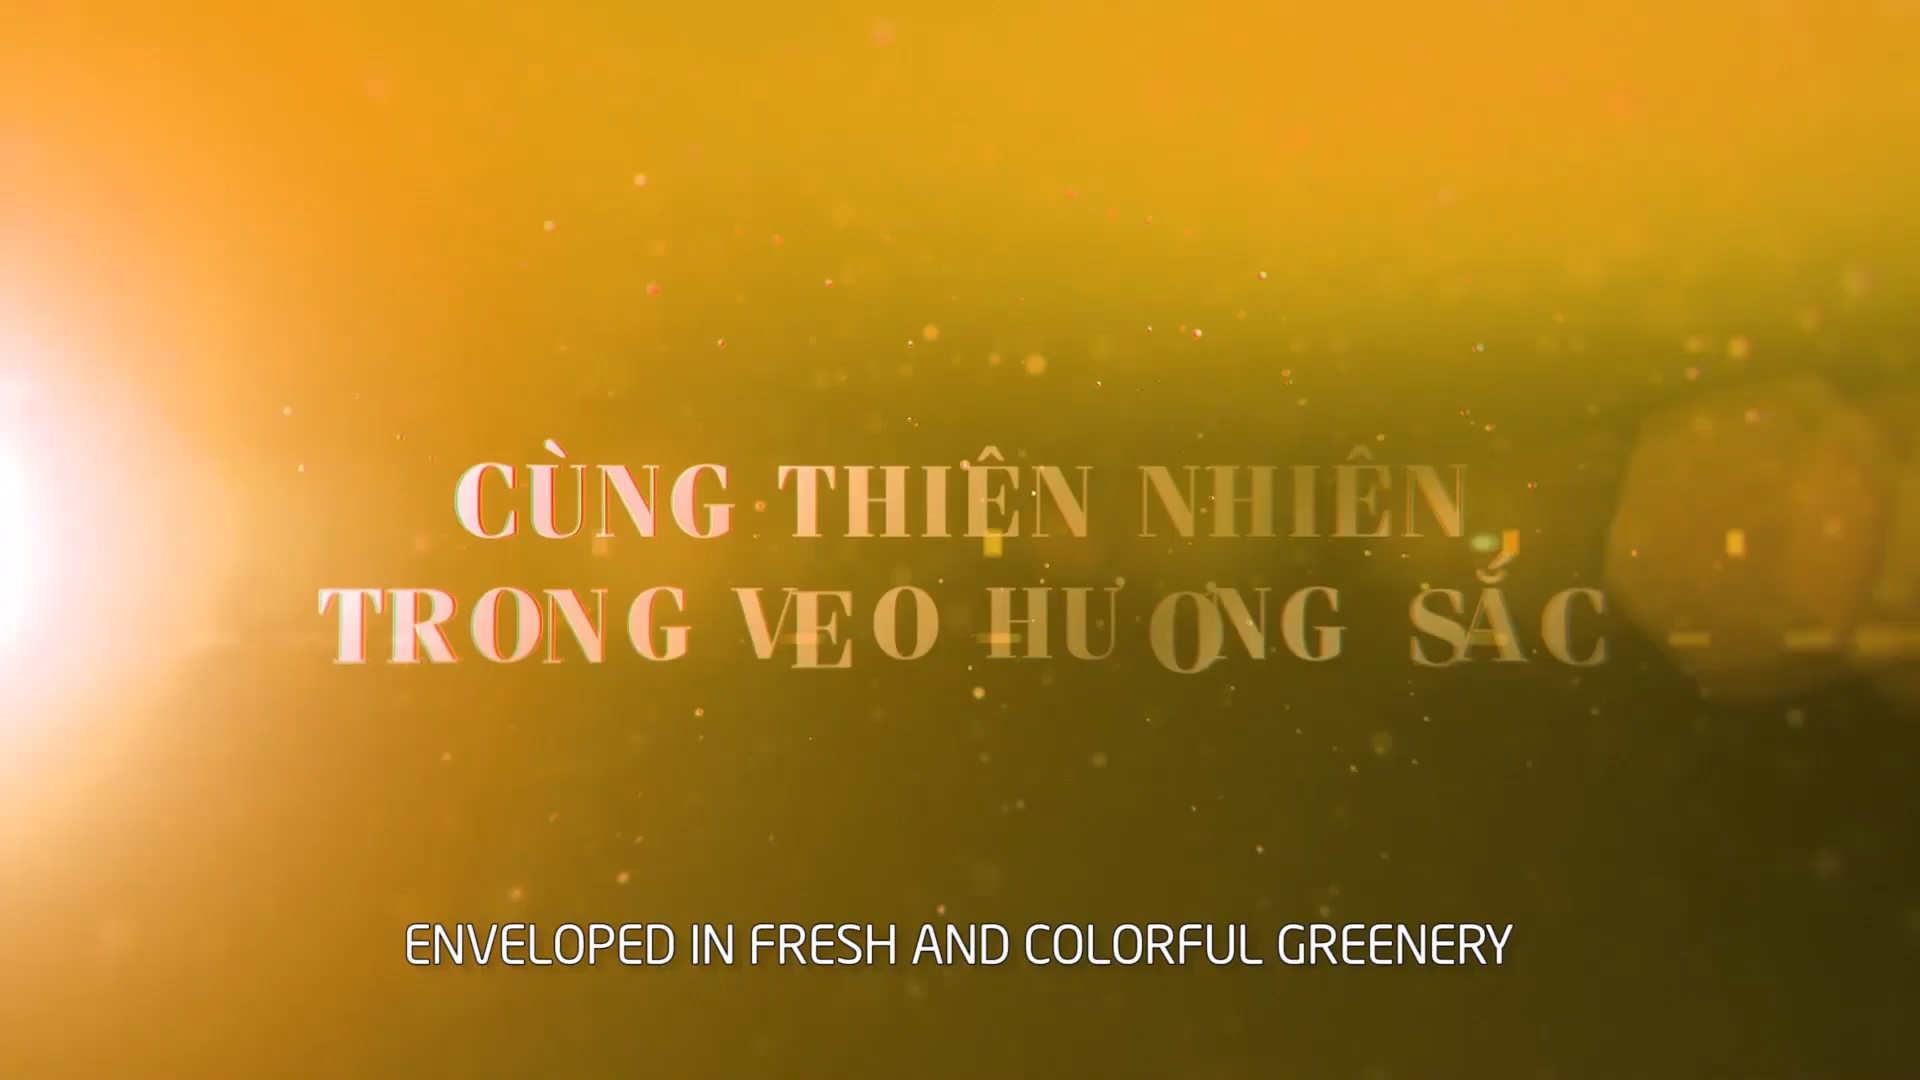 CÙNG THIÊN NHIÊN
TRONG VEO HƯƠNG SẮC
ENVELOPED IN FRESH AND COLORFUL GREENERY